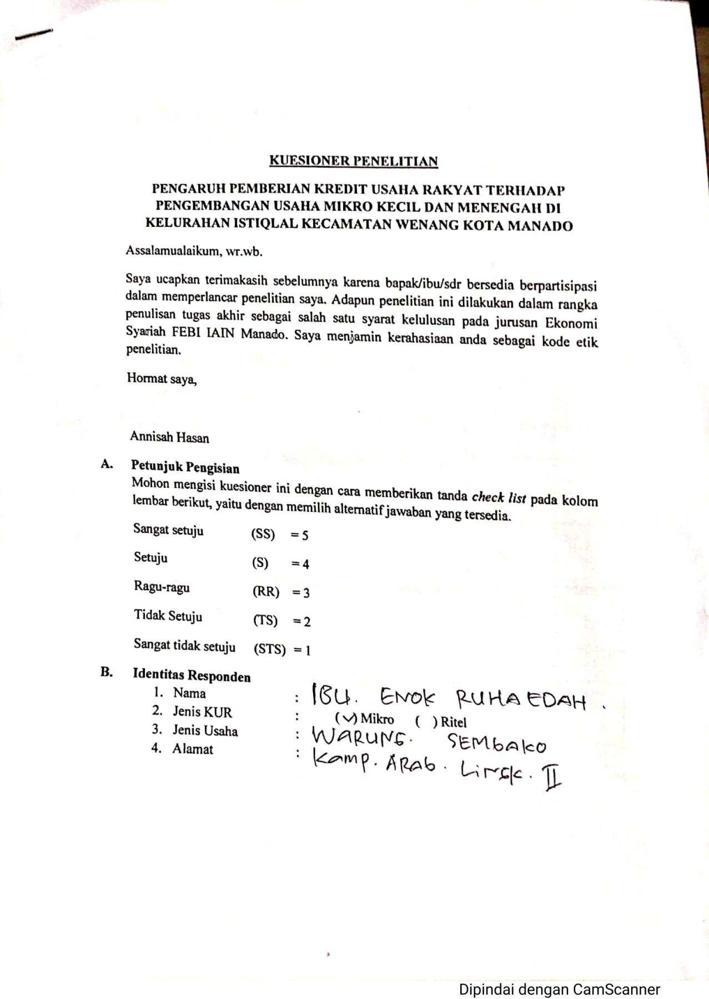 KUESIONER PENELITIAN
PENGARUH PEMBERIAN KREDIT USAHA RAKYAT TERHADAP
PENGEMBANGAN USAHA MIKRO KECIL DAN MENENGAH DI
KELURAHAN ISTIQLAL KECAMATAN WENANG KOTA MANADO
Assalamualaikum, wr.wb.
Saya ucapkan terimakasih sebelumnya karena bapak/ibu/sdr bersedia berpartisipasi
dalam memperlancar penelitian saya. Adapun penelitian ini dilakukan dalam rangka
penulisan tugas akhir sebagai salah satu syarat kelulusan pada jurusan Ekonomi
Syariah FEBI IAIN Manado. Saya menjamin kerahasiaan anda sebagai kode etik
penelitian.
Hormat saya,
Annisah Hasan
A. Petunjuk Pengisian
Mohon mengisi kuesioner ini dengan cara memberikan tanda check list pada kolom
lembar berikut, yaitu dengan memilih alternatif jawaban yang tersedia.
Sangat setuju (SS) = 5
Setuju (S) = 4
Ragu-ragu (RR) = 3
Tidak Setuju (TS) = 2
Sangat tidak setuju (STS) = 1
B. Identitas Responden
1. Nama : IBU. ENOK RUHAEDAH.
2. Jenis KUR : (✓) Mikro ( ) Ritel
3. Jenis Usaha : WARUNG. SEMBAKO
4. Alamat : Kamp. ARAB. Lingk. II
Dipindai dengan CamScanner